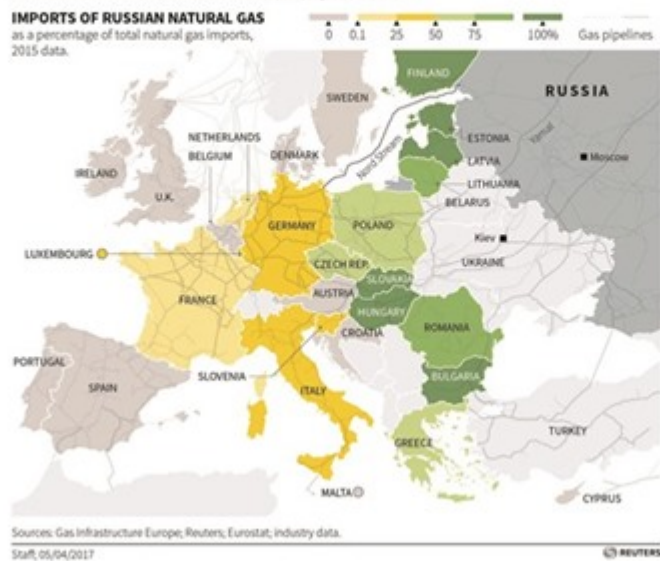 IMPORTS OF RUSSIAN NATURAL GAS
as a percentage of total natural gas imports,
2015 data.
0 0.1 25 50 75 100% Gas pipelines
FINLAND
SWEDEN
RUSSIA
NETHERLANDS
BELGIUM
DENMARK
Nord Stream
ESTONIA
Yamal
LATVIA
Moscow
IRELAND
U.K.
LITHUANIA
BELARUS
GERMANY
POLAND
Kiev
LUXEMBOURG
CZECH REP.
UKRAINE
SLOVAKIA
AUSTRIA
FRANCE
HUNGARY
ROMANIA
CROATIA
PORTUGAL
SLOVENIA
BULGARIA
SPAIN
ITALY
TURKEY
GREECE
MALTA
CYPRUS
Sources: Gas Infrastructure Europe; Reuters; Eurostat; industry data.
Staff, 05/04/2017
REUTERS